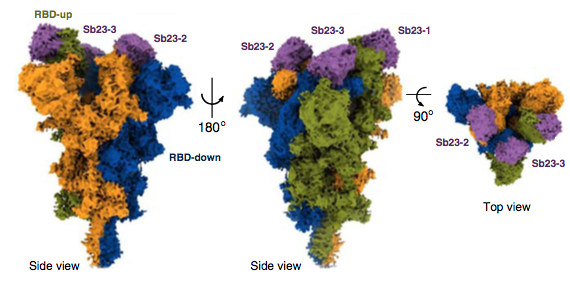 RBD-up
Sb23-3
Sb23-2
RBD-down
Side view
180°
Sb23-2
Sb23-3
Sb23-1
Side view
90°
Sb23-2
Sb23-3
Top view